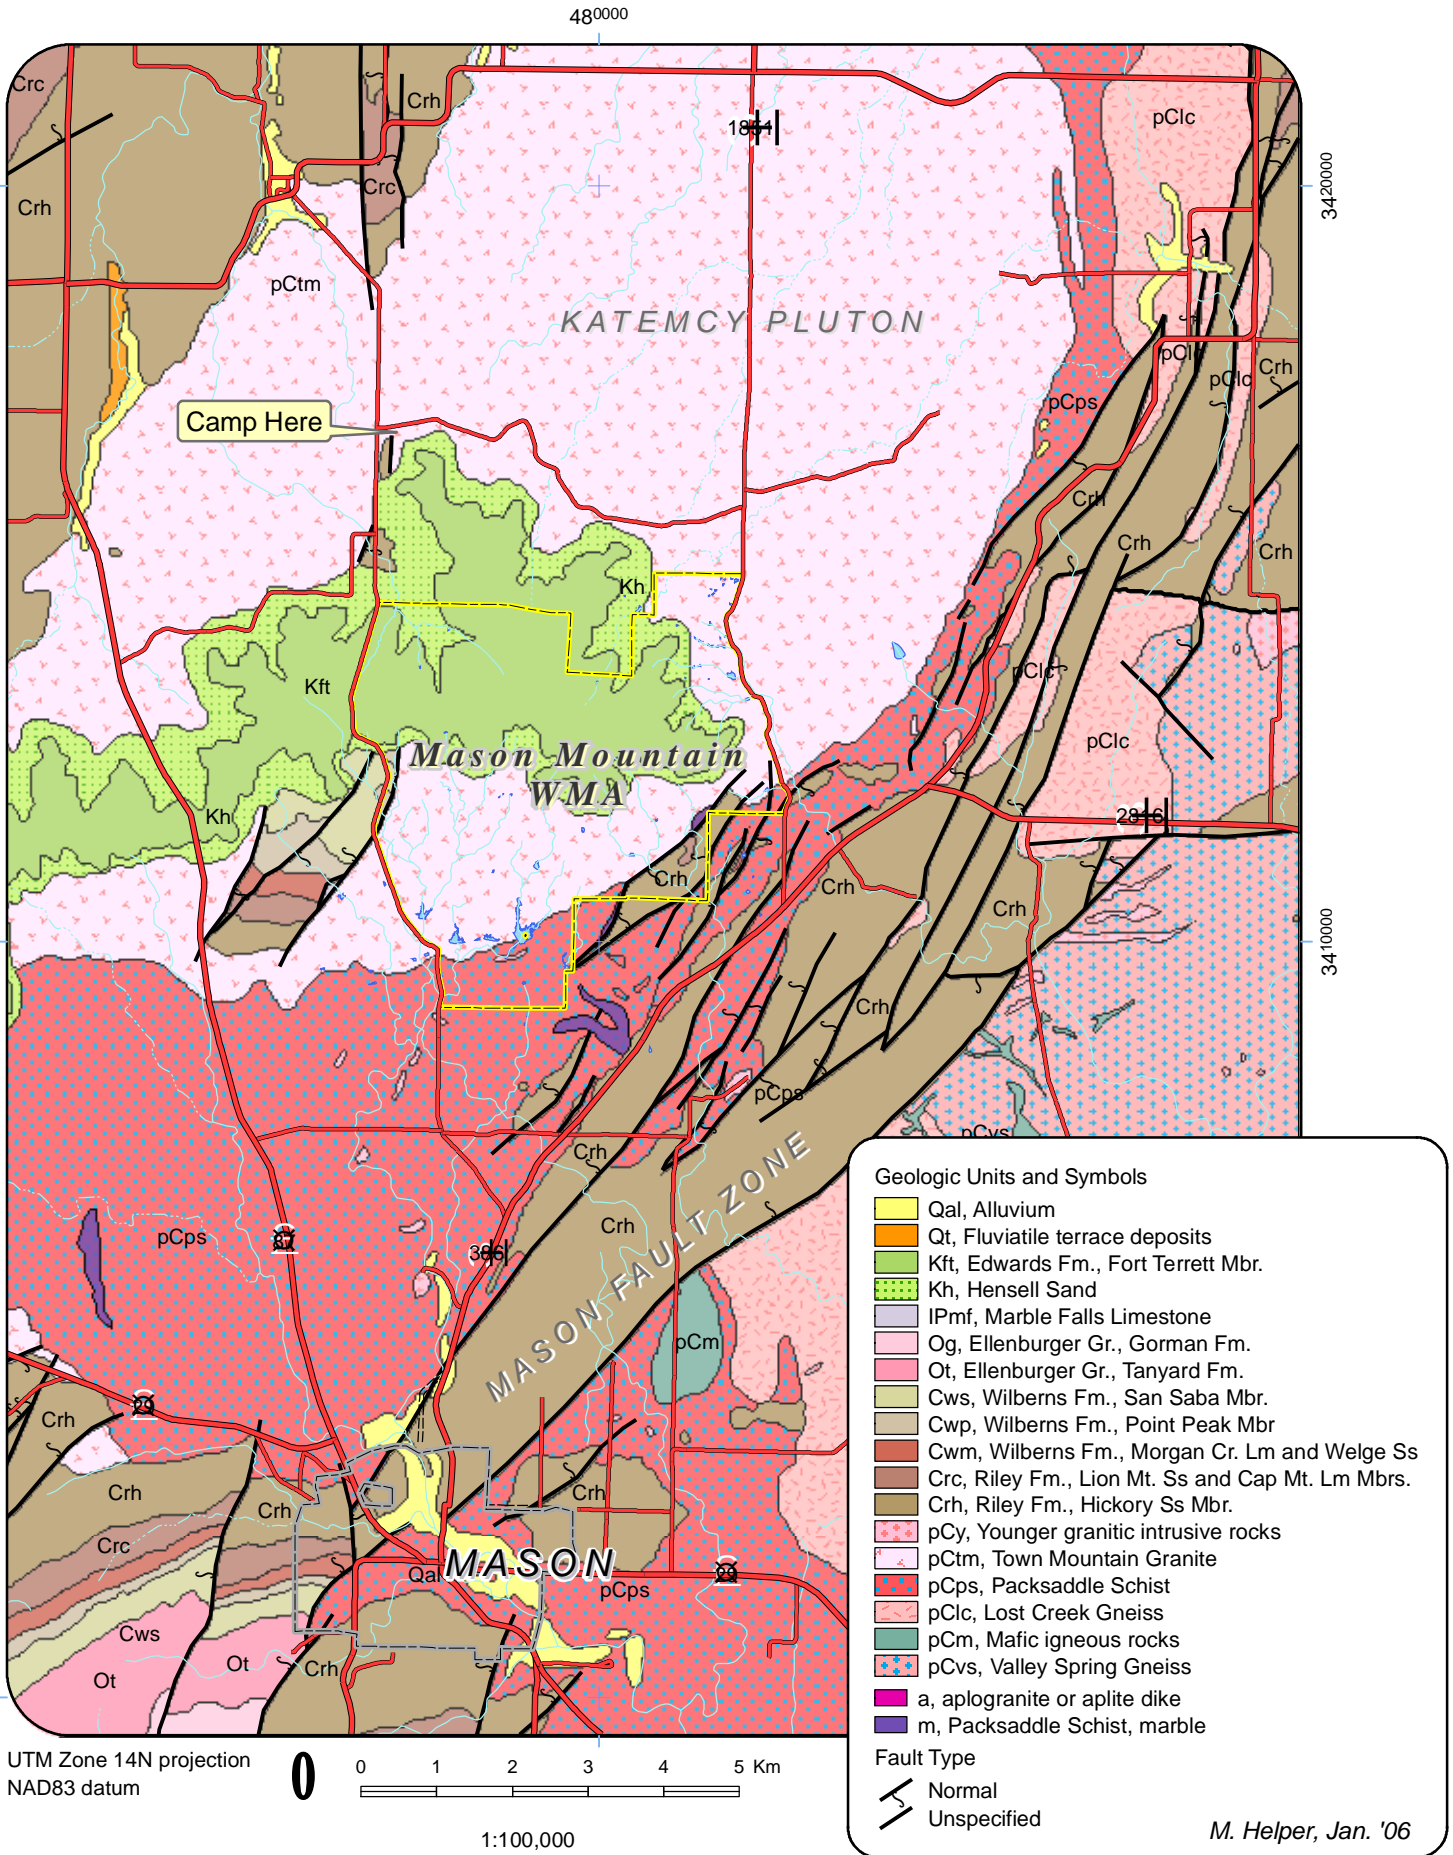 480000
Crc
Crh
1851
pClc
Crh
Crc
3420000
pCtm
KATEMCY PLUTON
pClc
pClc
Crh
Camp Here
pCps
Crh
Crh
Crh
Kh
Kft
pClc
pClc
Mason Mountain
WMA
Kh
2816
Crh
Crh
Crh
3410000
Crh
pCps
pCvs
Crh
MASON FAULT ZONE
Crh
pCps
87
386
pCm
29
Crh
Crh
Crh
Crh
Crc
MASON
Qal
29
pCps
Cws
Ot
Ot
Crh
Geologic Units and Symbols
Qal, Alluvium
Qt, Fluviatile terrace deposits
Kft, Edwards Fm., Fort Terrett Mbr.
Kh, Hensell Sand
IPmf, Marble Falls Limestone
Og, Ellenburger Gr., Gorman Fm.
Ot, Ellenburger Gr., Tanyard Fm.
Cws, Wilberns Fm., San Saba Mbr.
Cwp, Wilberns Fm., Point Peak Mbr
Cwm, Wilberns Fm., Morgan Cr. Lm and Welge Ss
Crc, Riley Fm., Lion Mt. Ss and Cap Mt. Lm Mbrs.
Crh, Riley Fm., Hickory Ss Mbr.
pCy, Younger granitic intrusive rocks
pCtm, Town Mountain Granite
pCps, Packsaddle Schist
pClc, Lost Creek Gneiss
pCm, Mafic igneous rocks
pCvs, Valley Spring Gneiss
a, aplogranite or aplite dike
m, Packsaddle Schist, marble
Fault Type
Normal
Unspecified
M. Helper, Jan. '06
UTM Zone 14N projection
NAD83 datum
0
0 1 2 3 4 5 Km
1:100,000